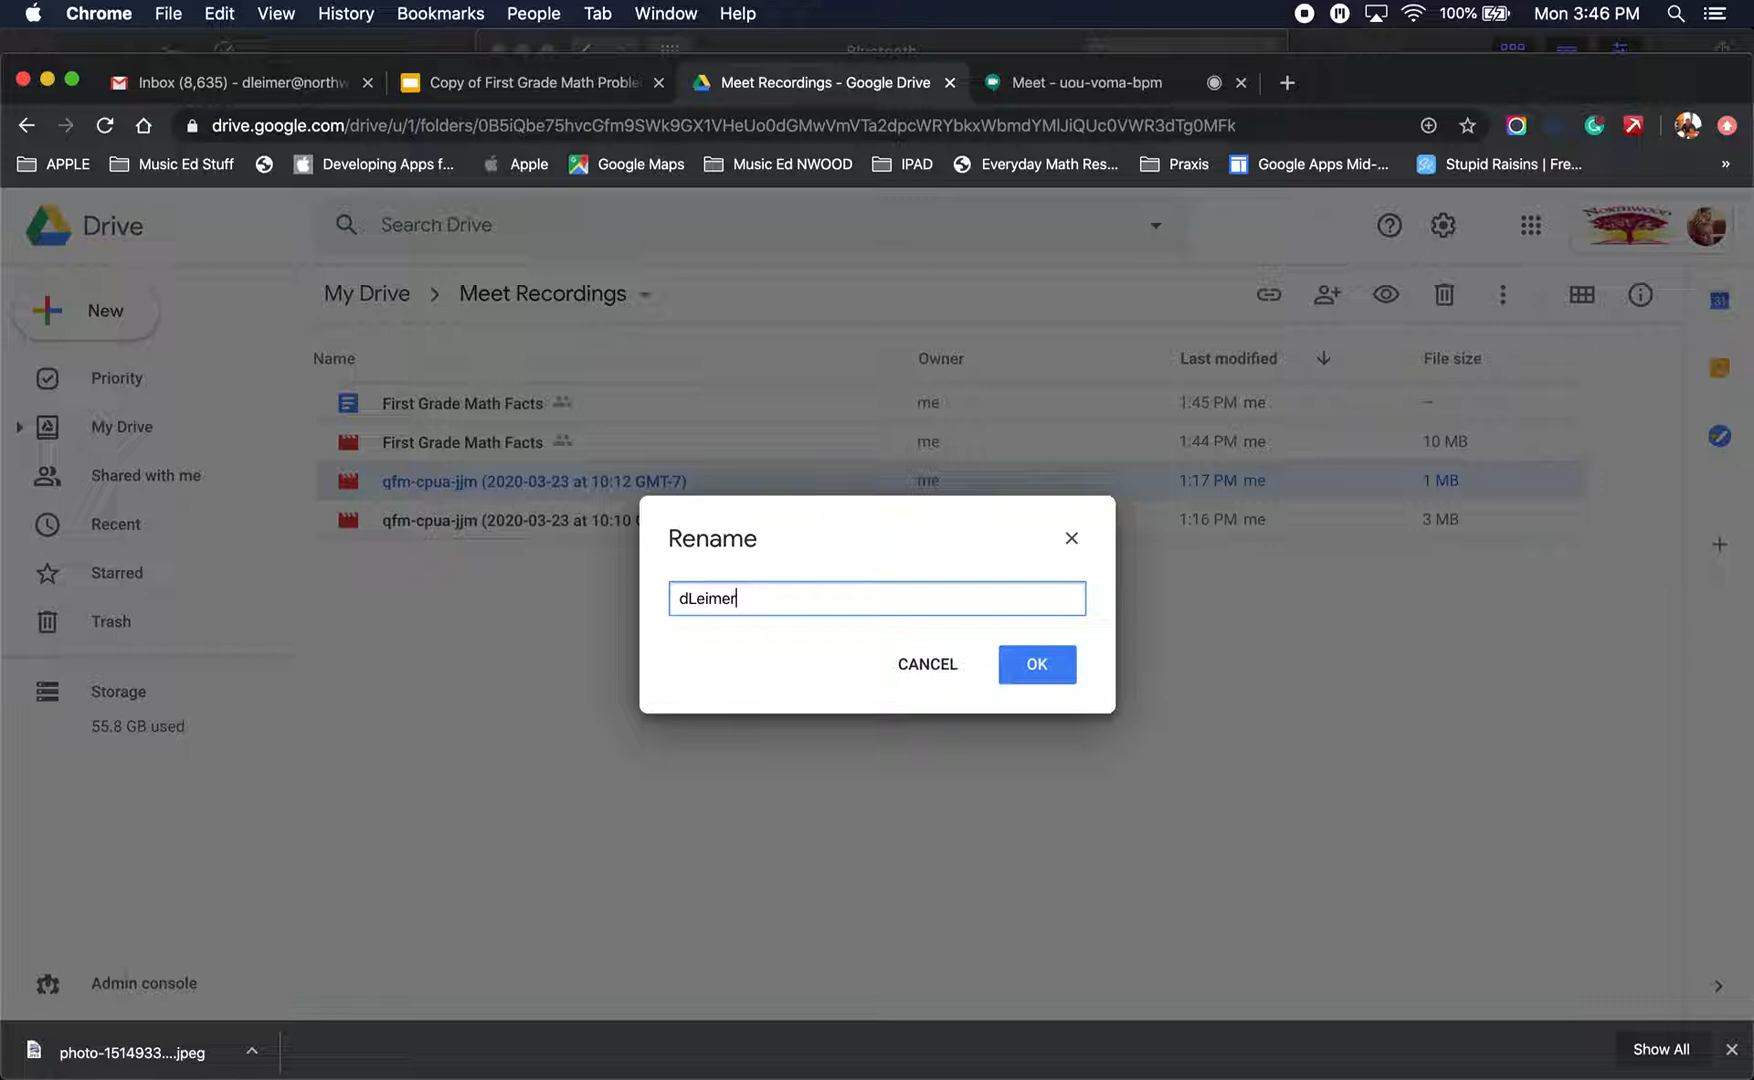 Chrome File Edit View History Bookmarks People Tab Window Help 100% Mon 3:46 PM
Bluetooth
Inbox (8,635) - dleimer@northw Copy of First Grade Math Proble Meet Recordings - Google Drive Meet - uou-voma-bpm
drive.google.com/drive/u/1/folders/0B5iQbe75hvcGfm9SWk9GX1VHeUo0dGMwVmVTa2dpcWRYbkxWbmdYMlJiQUc0VWR3dTg0MFk
APPLE Music Ed Stuff Developing Apps f... Apple Google Maps Music Ed NWOOD IPAD Everyday Math Res... Praxis Google Apps Mid-... Stupid Raisins | Fre... »
Drive Search Drive NORTHWOOD
My Drive > Meet Recordings
New
Name Owner Last modified File size
Priority
First Grade Math Facts me 1:45 PM me –
My Drive
First Grade Math Facts me 1:44 PM me 10 MB
Shared with me
qfm-cpua-jjm (2020-03-23 at 10:12 GMT-7) me 1:17 PM me 1 MB
Recent
qfm-cpua-jjm (2020-03-23 at 10:10 1:16 PM me 3 MB
Rename
Starred
dLeimer
Trash
CANCEL OK
Storage
55.8 GB used
Admin console
photo-1514933....jpeg Show All
31